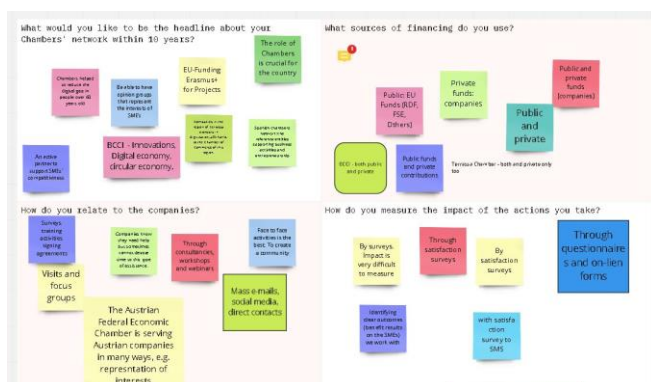 What would you like to be the headline about your
Chambers' network within 10 years?
Chambers helped
to reduce the
digital gap in
people over 60
years old
Be able to have
opinion groups
that represent
the interests of
SMEs
EU-Funding
Erasmus+
for Projects
The role of
Chambers
is crucial for
the country
An active
partner to
support SMEs'
competitiveness
BCCI - Innovations,
Digital economy,
circular economy.
What sources of financing do you use?
Public: EU
Funds (RDF,
FSE,
Others)
Private
funds:
companies
Public and
private
funds
(companies)
Public
and
private
BCCI - both public
and private
Public funds
and private
contributions
Terrassa Chamber - both and private only
too
How do you relate to the companies?
Surveys
training
activities
signing
agreements
Visits and
focus
groups
Companies know
they need help
Through
consultancies,
workshops
and webinars
Face to face
activities is the
best. To create
a community
Mass e-mails,
social media,
direct contacts
The Austrian
Federal Economic
Chamber is serving
Austrian companies
in many ways, e.g.
represntation of
interests
How do you measure the impact of the actions you take?
By surveys.
Impact is
very difficult
to measure
Through
satisfaction
surveys
By
satisfaction
surveys
Through
questionnaire
s and on-lien
forms
Identifying
clear outcomes
(benefit results
on the SMEs)
we work with
with satisfa
ction
survey to
SMS